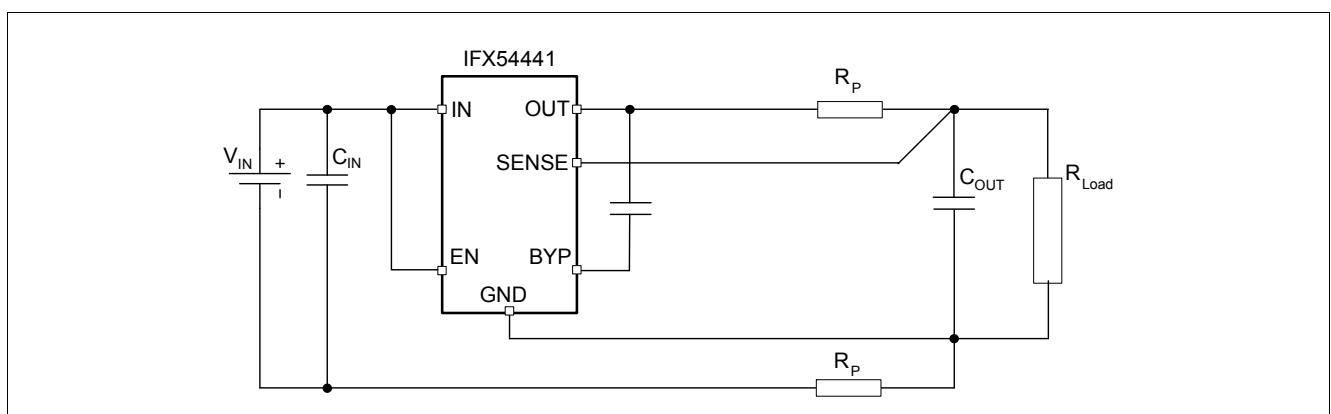 IFX54441
IN
OUT
R_P
SENSE
V_IN
+
-
C_IN
C_OUT
R_Load
EN
BYP
GND
R_P